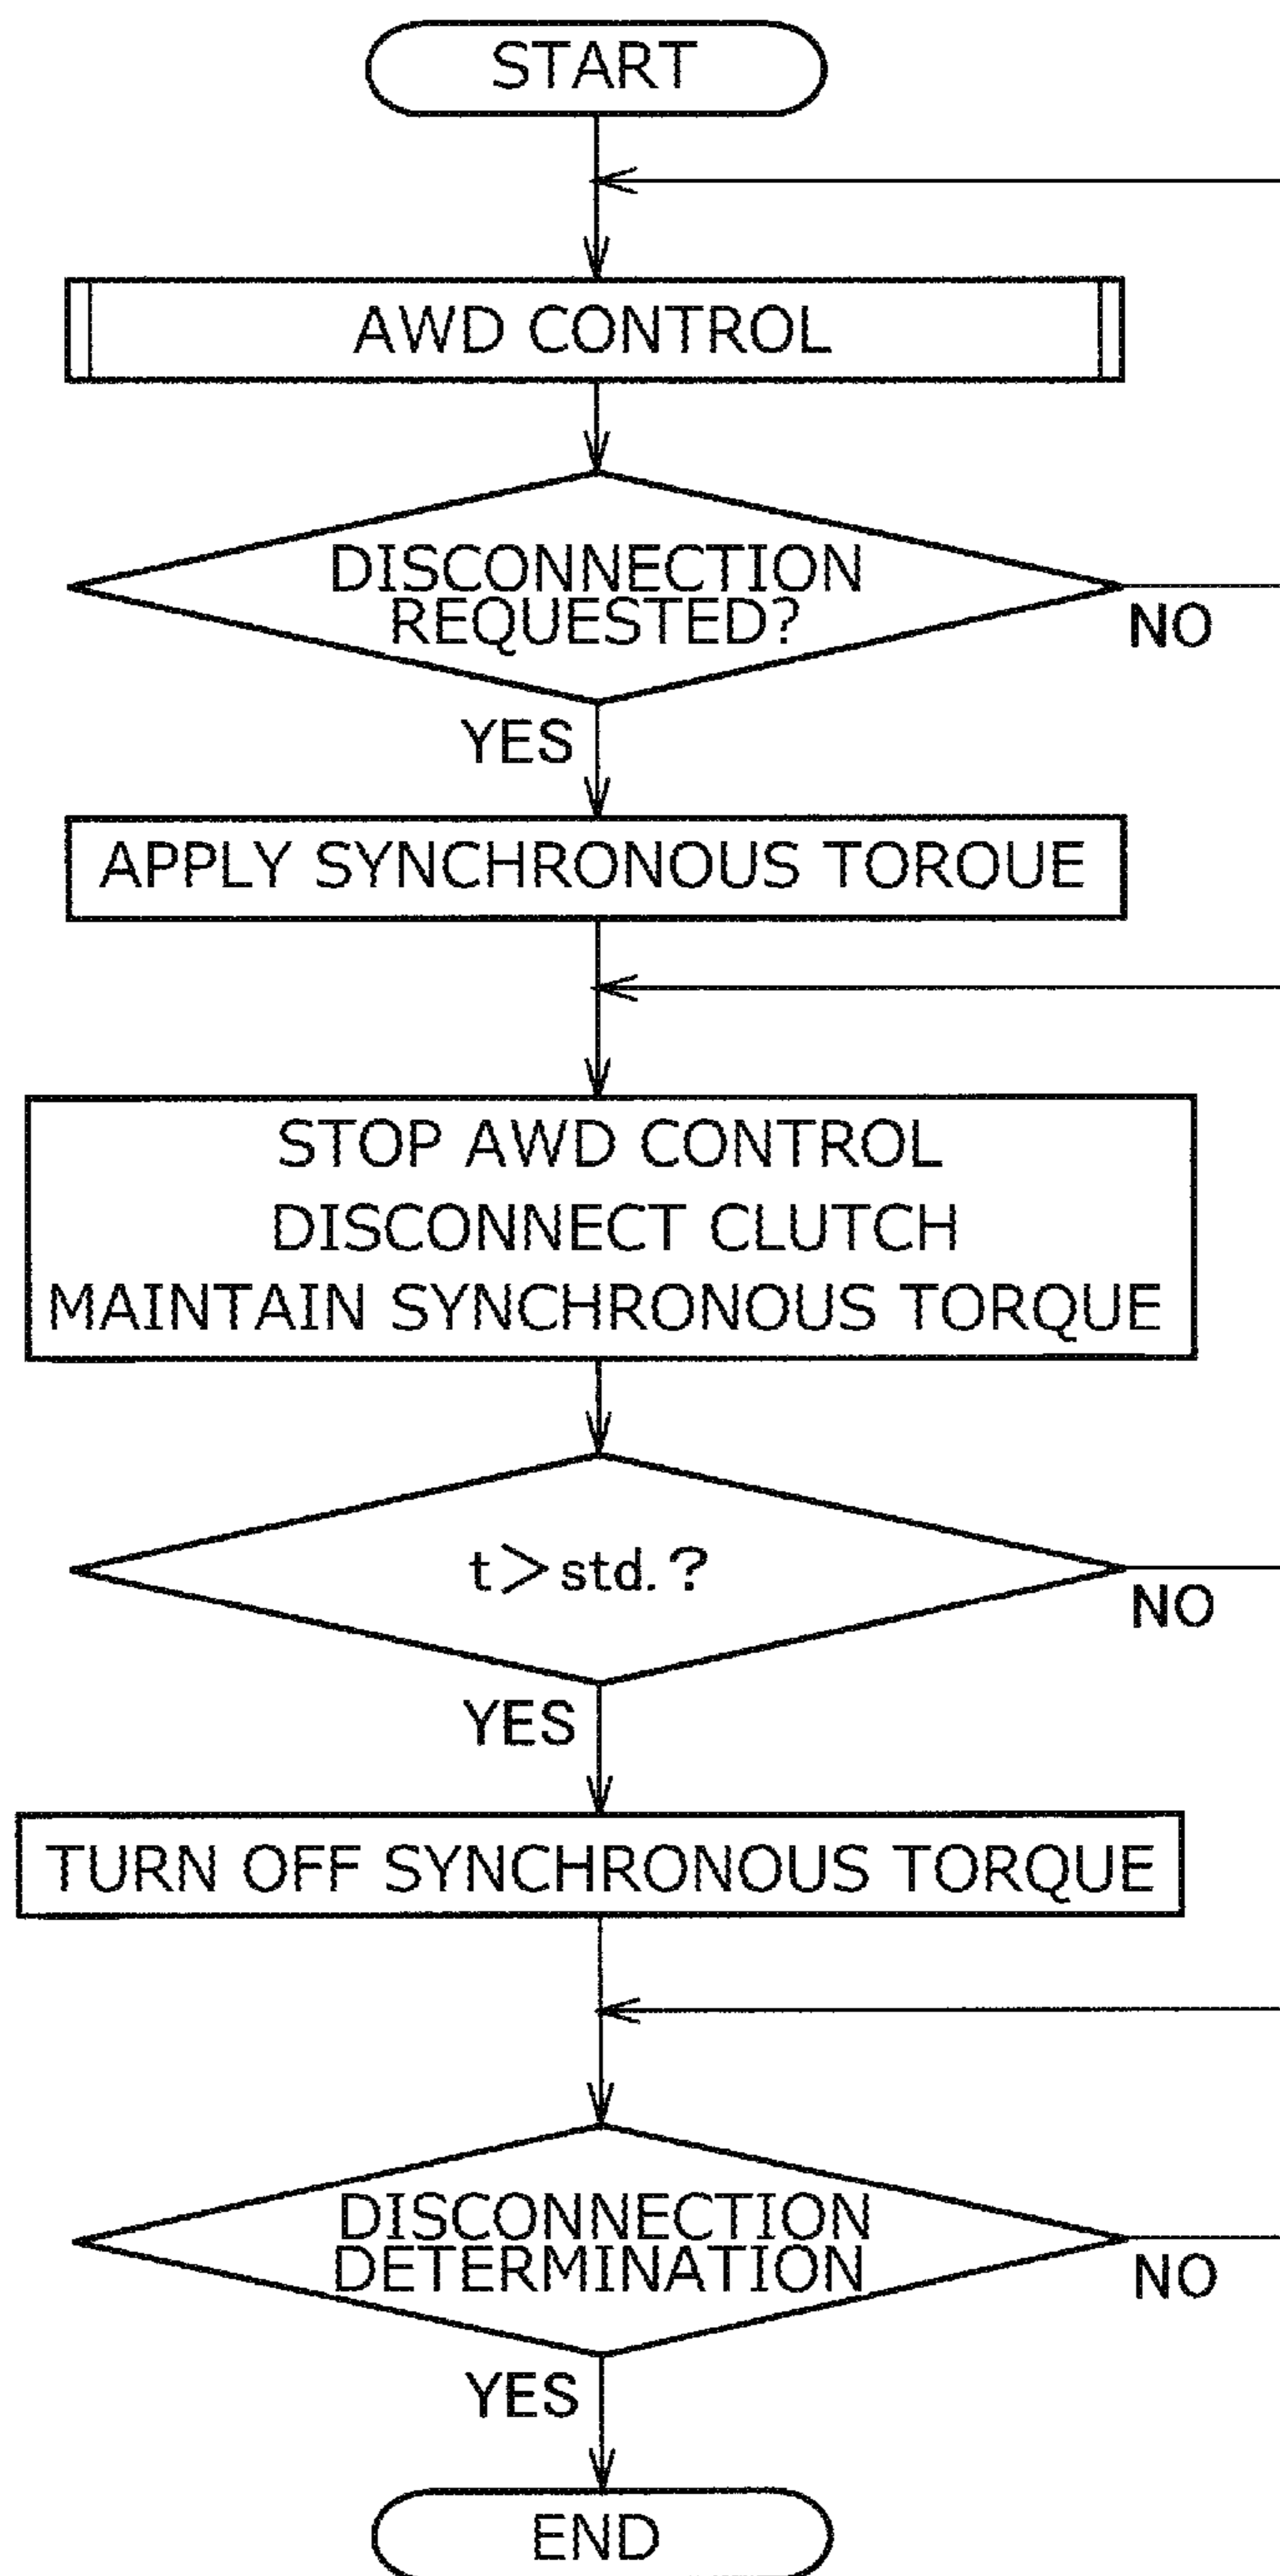 START
AWD CONTROL
DISCONNECTION
REQUESTED?
NO
YES
APPLY SYNCHRONOUS TORQUE
STOP AWD CONTROL
DISCONNECT CLUTCH
MAINTAIN SYNCHRONOUS TORQUE
t>std.?
NO
YES
TURN OFF SYNCHRONOUS TORQUE
DISCONNECTION
DETERMINATION
NO
YES
END